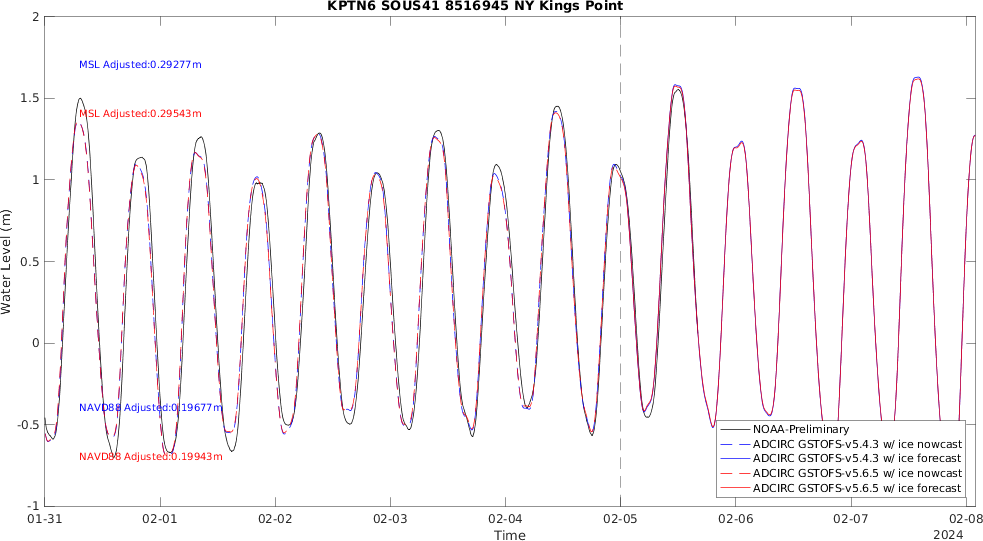 KPTN6 SOUS41 8516945 NY Kings Point
2
1.5
1
0.5
0
-0.5
-1
Water Level (m)
MSL Adjusted:0.29277m
MSL Adjusted:0.29543m
NAVD88 Adjusted:0.19677m
NAVD88 Adjusted:0.19943m
NOAA-Preliminary
ADCIRC GSTOFS-v5.4.3 w/ ice nowcast
ADCIRC GSTOFS-v5.4.3 w/ ice forecast
ADCIRC GSTOFS-v5.6.5 w/ ice nowcast
ADCIRC GSTOFS-v5.6.5 w/ ice forecast
01-31 02-01 02-02 02-03 02-04 02-05 02-06 02-07 02-08
Time
2024